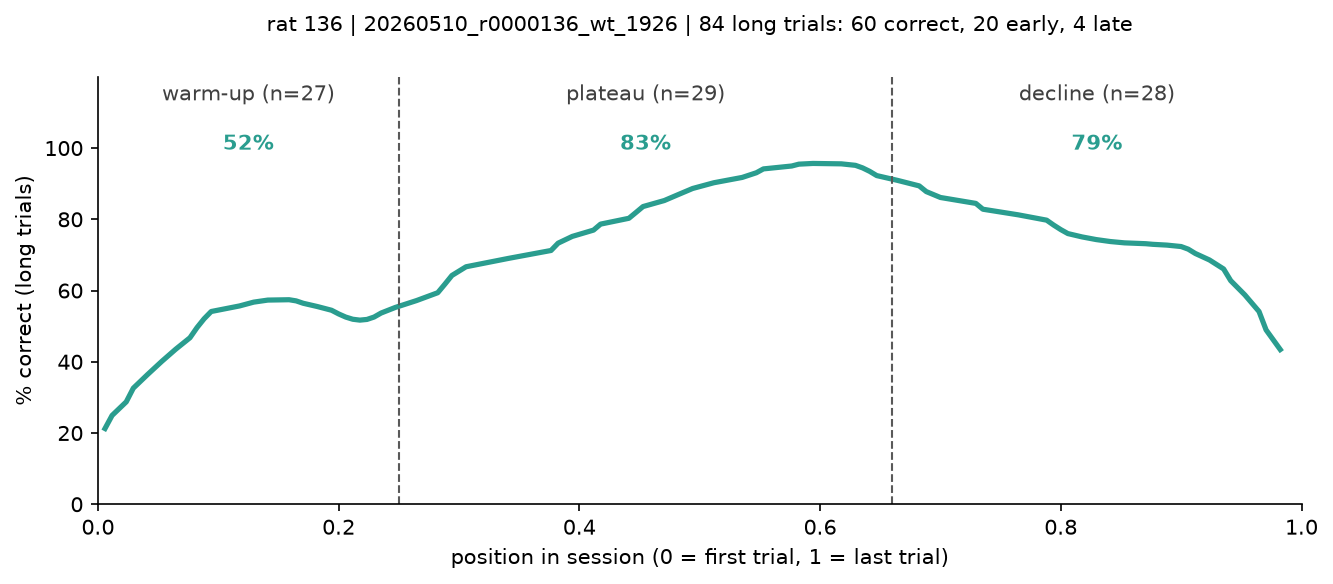 rat 136 | 20260510_r0000136_wt_1926 | 84 long trials: 60 correct, 20 early, 4 late
warm-up (n=27)
plateau (n=29)
decline (n=28)
52%
83%
79%
% correct (long trials)
100
80
60
40
20
0
0.0
0.2
0.4
0.6
0.8
1.0
position in session (0 = first trial, 1 = last trial)